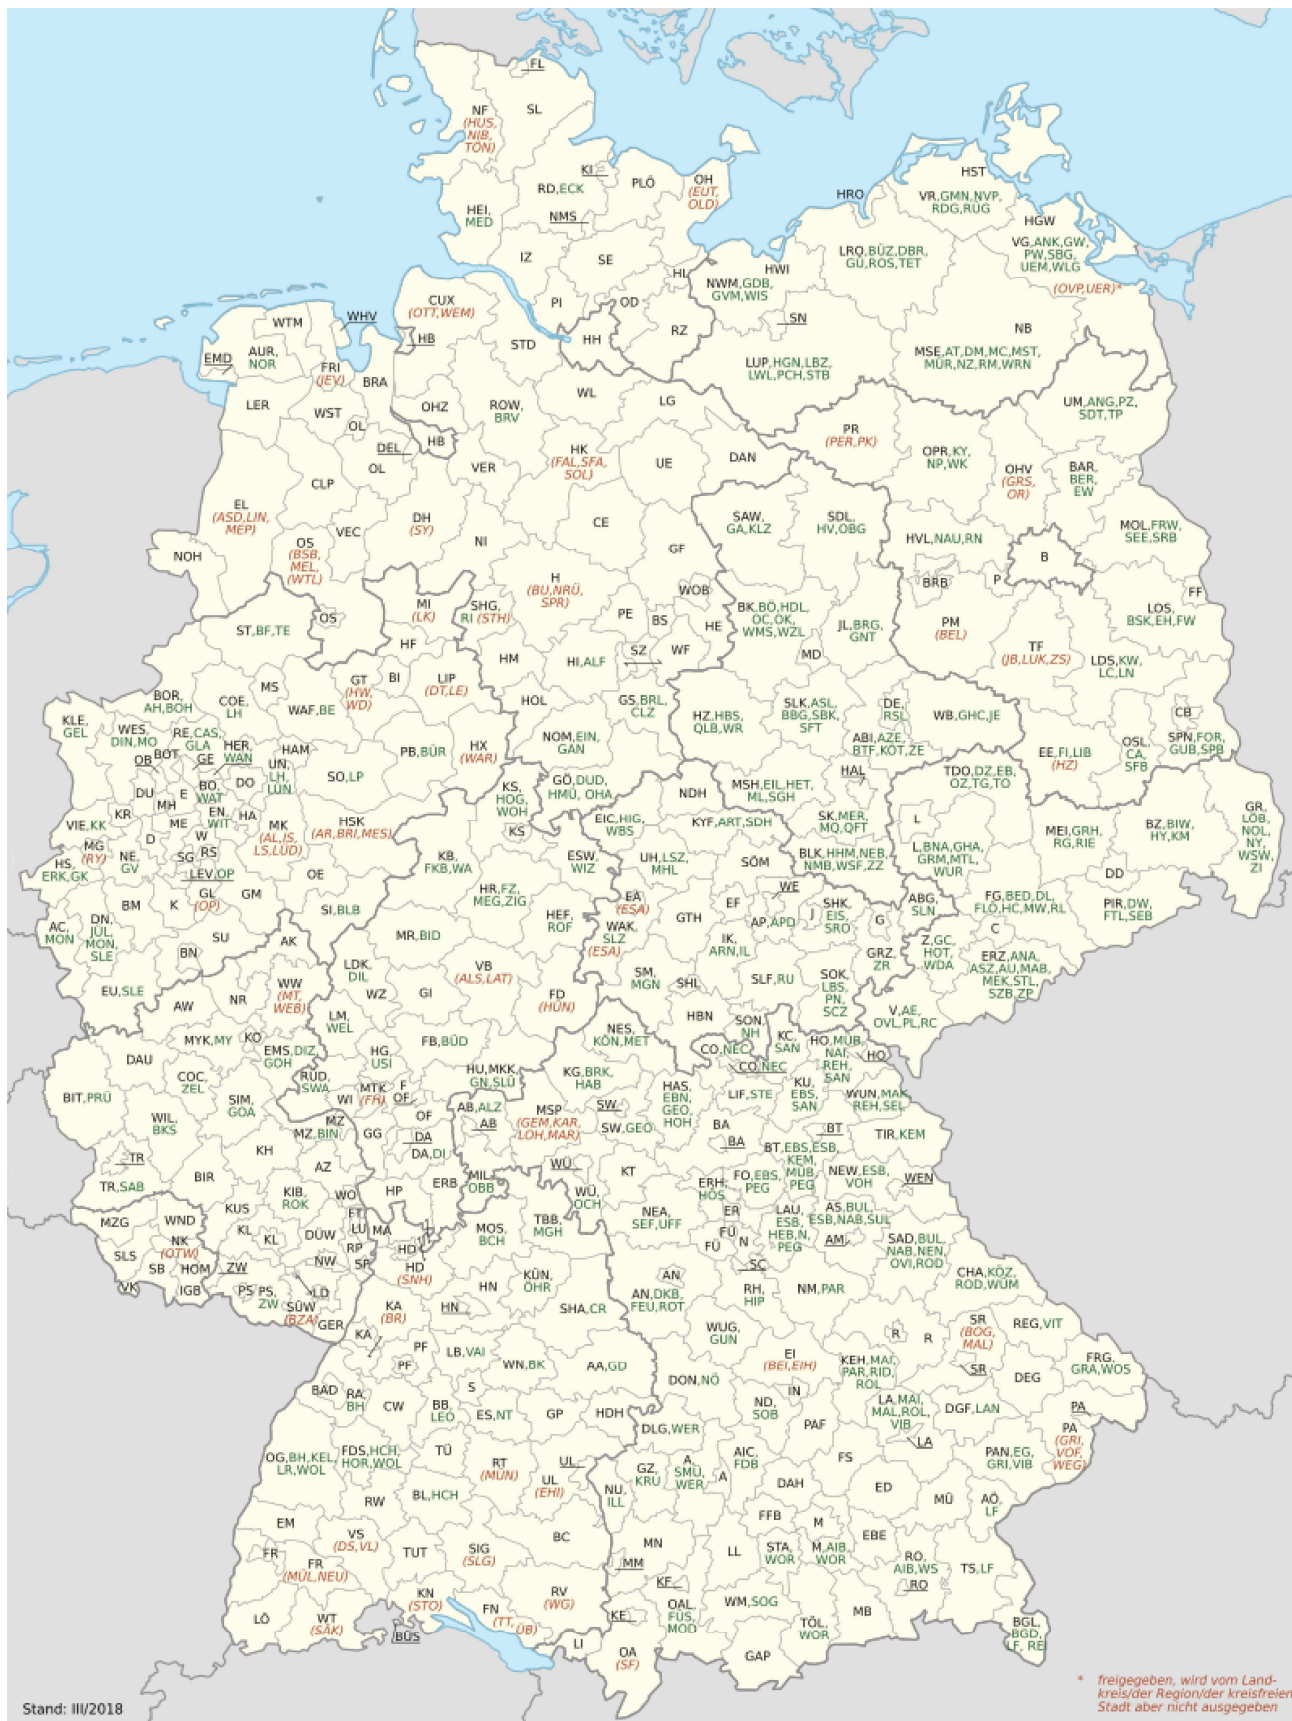 FL
NF
(HUS,
NIB,
TÖN)
SL
KI
RD,ECK
PLÖ
OH
(EUT,
OLD)
HEI,
MED
NMS
IZ
SE
HL
PI
OD
RZ
HH
HST
HRO
VR,GMN,NVP,
RDG,RÜG
HGW
VG,ANK,GW,
PW,SBG,
UEM,WLG
(OVP,UER)*
LRO,BÜZ,DBR,
GÜ,ROS,TET
HWI
NWM,GDB,
GVM,WIS
SN
NB
LUP,HGN,LBZ,
LWL,PCH,STB
MSE,AT,DM,MC,MST,
MÜR,NZ,RM,WRN
CUX
(OTT,WEM)
WTM
WHV
HB
STD
EMD
AUR,
NOR
FRI
(JEV)
BRA
LER
WST
OHZ
ROW,
BRV
WL
LG
OL
DEL
HB
OL
VER
HK
(FAL,SFA,
SOL)
UE
DAN
CLP
EL
(ASD,LIN,
MEP)
VEC
DH
(SY)
CE
NI
NOH
OS
(BSB,
MEL,
(WTL)
GF
H
(BU,NRÜ,
SPR)
WOB
OS
MI
(LK)
SHG,
RI (STH)
PE
BS
HE
SZ
WF
HM
HI,ALF
HOL
GS,BRL,
CLZ
NOM,EIN,
GAN
GÖ,DUD,
HMÜ, OHA
PR
(PER,PK)
UM,ANG,PZ,
SDT,TP
OPR,KY,
NP,WK
OHV
(GRS,
OR)
BAR,
BER,
EW
MOL,FRW,
SEE,SRB
HVL,NAU,RN
B
BRB
P
FF
PM
(BEL)
LOS,
BSK,EH,FW
TF
(JB,LUK,ZS)
LDS,KW,
LC,LN
CB
SPN,FOR,
GUB,SPB
EE,FI,LIB
(HZ)
OSL,
CA,
SFB
SAW,
GA,KLZ
SDL,
HV,OBG
BK,BÖ,HDL,
OC,OK,
WMS,WZL
JL,BRG,
GNT
MD
HZ,HBS,
QLB,WR
SLK,ASL,
BBG,SBK,
SFT
DE,
RSL
WB,GHC,JE
ABI,AZE,
BTF,KÖT,ZE
MSH,EIL,HET,
ML,SGH
HAL
SK,MER,
MQ,QFT
BLK,HHM,NEB,
NMB,WSF,ZZ
ST,BF,TE
HF
BI
LIP
(DT,LE)
MS
GT
(HW,
WD)
WAF,BE
BOR,
AH,BOH
COE,
LH
KLE,
GEL
WES,
DIN,MO
RE,CAS,
GLA
HER,
WAN
HAM
PB,BÜR
HX
(WAR)
OB
BOT
GE
UN,
LH,
LÜN
SO,LP
DU
E
BO,
WAT
DO
MH
KR
EN,
WIT
HA
VIE,KK
ME
D
W
MK
(AL,IS,
LS,LÜD)
HSK
(AR,BRI,MES)
MG
(RY)
NE,
GV
SG
RS
HS,
ERK,GK
LEV,OP
OE
BM
K
GL
(OP)
GM
SI,BLB
AC,
MON
DN,
JÜL,
MON,
SLE
SU
BN
EU,SLE
KS,
HOG,
WOH
KS
KB,
FKB,WA
ESW,
WIZ
HR,FZ,
MEG,ZIG
HEF,
ROF
MR,BID
LDK,
DIL
VB
(ALS,LAT)
WZ
GI
FD
(HÜN)
LM,
WEL
FB,BÜD
HG,
USI
HU,MKK,
GN,SLÜ
RÜD,
SWA
MTK
(FH)
F
OF
WI
OF
GG
DA
DA,DI
HP
ERB
NDH
EIC,HIG,
WBS
KYF,ART,SDH
UH,LSZ,
MHL
SÖM
EA
(ESA)
WE
EF
GTH
AP,APD
J
SHK,
EIS,
SRO
G
ABG,
SLN
WAK,
SLZ
(ESA)
IK,
ARN,IL
GRZ,
ZR
SM,
MGN
SHL
SLF,RU
SOK,
LBS,
PN,
SCZ
HBN
SON,
NH
TDO,DZ,EB,
OZ,TG,TO
L
L,BNA,GHA,
GRM,MTL,
WUR
MEI,GRH,
RG,RIE
BZ,BIW,
HY,KM
GR,
LÖB,
NOL,
NY,
WSW,
ZI
DD
FG,BED,DL,
FLÖ,HC,MW,RL
PIR,DW,
FTL,SEB
C
Z,GC,
HOT,
WDA
ERZ,ANA,
ASZ,AU,MAB,
MEK,STL,
SZB,ZP
V,AE,
OVL,PL,RC
AK
WW
(MT,
WEB)
NR
AW
MYK,MY
KO
EMS,DIZ,
GOH
DAU
COC,
ZEL
BIT,PRÜ
SIM,
GOA
WIL,
BKS
MZ
MZ,BIN
KH
AZ
TR
TR,SAB
BIR
KIB,
ROK
WO
KUS
FT
LU
KL
KL
DÜW
RP
NW
SP
ZW
PS
PS,
ZW
LD
SÜW
(BZA)
GER
MZG
WND
NK
(OTW)
SLS
SB
HOM
VK
IGB
NES,
KÖN,MET
CO,NEC
CO,NEC
KC,
SAN
HO,MÜB,
NAI,
REH,
SAN
HO
KG,BRK,
HAB
HAS,
EBN,
GEO,
HOH
LIF,STE
KU,
EBS,
SAN
WUN,MAK,
REH,SEL
AB,ALZ
AB
MSP
(GEM,KAR,
LOH,MAR)
SW
SW,GEO
BA
BA
BT
BT,EBS,ESB,
KEM,
MÜB,
PEG
TIR,KEM
WÜ
KT
MIL,
OBB
WÜ,
OCH
ERH,
HÖS
FO,EBS,
PEG
NEW,ESB,
VOH
WEN
NEA,
SEF,UFF
ER
FÜ
FÜ
N
LAU,
ESB,
HEB,N,
PEG
AS,BUL,
ESB,NAB,SUL
AM
SAD,BUL,
NAB,NEN,
OVI,ROD
SC
AN
AN,DKB,
FEU,ROT
RH,
HIP
NM,PAR
CHA,KÖZ,
ROD,WÜM
WUG,
GUN
R
R
SR
(BOG,
MAL)
REG,VIT
EI
(BEI,EIH)
KEH,MAI,
PAR,RID,
ROL
SR
DEG
FRG,
GRA,WOS
DON,NÖ
IN
ND,
SOB
LA,MAI,
MAL,ROL,
VIB
DGF,LAN
PA
PA
(GRI,
VOF,
WEG)
DLG,WER
PAF
LA
PAN,EG,
GRI,VIB
AIC,
FDB
FS
GZ,
KRU
A,
SMÜ,
WER
A
NU,
ILL
DAH
ED
MÜ
AÖ,
LF
FFB
M
EBE
MN
LL
STA,
WOR
M,AIB,
WOR
RO,
AIB,WS
TS,LF
MM
RO
KF
WM,SOG
KE
OAL,
FÜS,
MOD
TÖL,
WOR
MB
BGL,
BGD,
LF, REI
OA
(SF)
GAP
LI
MOS,
BCH
TBB,
MGH
MA
HD
HD
(SNH)
KÜN,
ÖHR
HN
HN
SHA,CR
KA
(BR)
KA
PF
PF
LB,VAI
WN,BK
AA,GD
BAD
RA,
BH
S
CW
BB,
LEO
ES,NT
GP
HDH
OG,BH,KEL,
LR,WOL
FDS,HCH,
HOR,WOL
TÜ
RT
(MÜN)
UL
UL
(EHI)
BL,HCH
RW
EM
BC
VS
(DS,VL)
TUT
SIG
(SLG)
FR
FR
(MÜL,NEU)
KN
(STO)
RV
(WG)
FN
(TT,
ÜB)
LÖ
WT
(SÄK)
BÜS
Stand: III/2018
* freigegeben, wird vom Land-
kreis/der Region/der kreisfreien
Stadt aber nicht ausgegeben